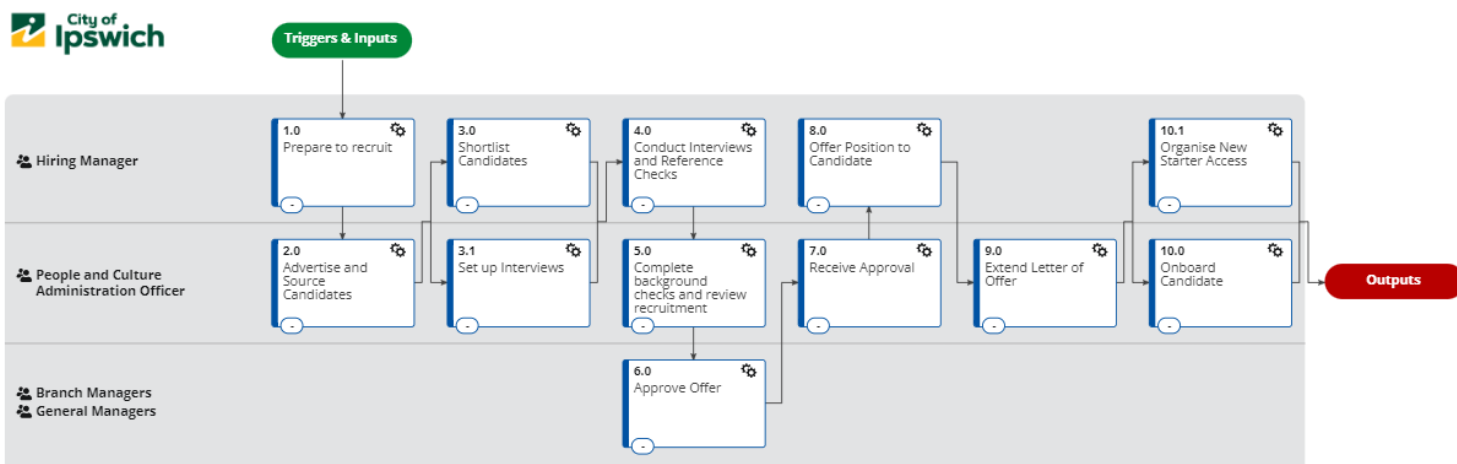 City of
Ipswich
Triggers & Inputs
Hiring Manager
1.0
Prepare to recruit
-
3.0
Shortlist
Candidates
-
4.0
Conduct Interviews
and Reference
Checks
-
8.0
Offer Position to
Candidate
-
10.1
Organise New
Starter Access
-
People and Culture
Administration Officer
2.0
Advertise and
Source
Candidates
-
3.1
Set up Interviews
-
5.0
Complete
background
checks and review
recruitment
-
7.0
Receive Approval
-
9.0
Extend Letter of
Offer
-
10.0
Onboard
Candidate
-
Outputs
Branch Managers
General Managers
6.0
Approve Offer
-